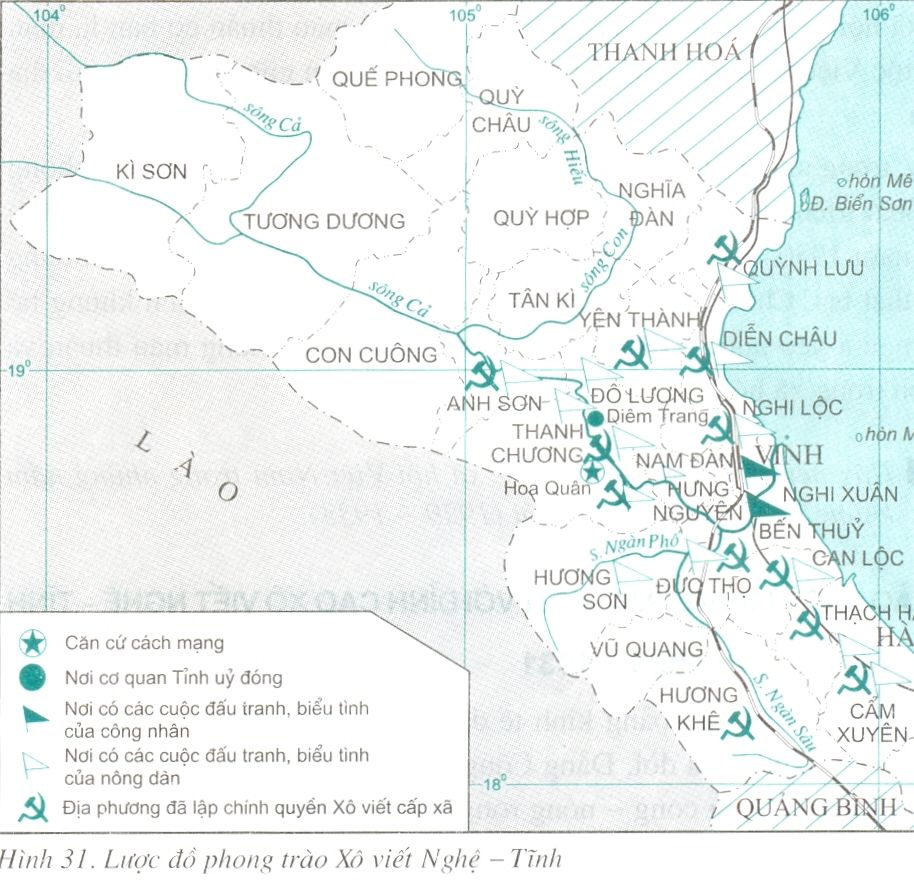 104°
105°
106°
THANH HOÁ
QUẾ PHONG
QUỲ
CHÂU
sông Cả
sông Hiếu
KÌ SƠN
NGHĨA
ĐÀN
hòn Mê
Đ. Biển Sơn
TƯƠNG DƯƠNG
QUỲ HỢP
sông Con
QUỲNH LƯU
sông Cả
TÂN KÌ
YÊN THÀNH
DIỄN CHÂU
CON CUÔNG
19°
19°
ANH SƠN
ĐÔ LƯƠNG
Diêm Trang
NGHI LỘC
THANH
CHƯƠNG
hòn M
LÀO
NAM ĐÀN
VINH
Hoa Quân
HƯNG
NGUYÊN
NGHI XUÂN
BẾN THUỶ
S. Ngàn Phố
CAN LỘC
HƯƠNG
SƠN
ĐỨC THỌ
THẠCH H
HÀ
VŨ QUANG
HƯƠNG
KHÊ
S. Ngàn Sâu
CẨM
XUYÊN
18°
18°
QUẢNG BÌNH
Căn cứ cách mạng
Nơi cơ quan Tỉnh uỷ đóng
Nơi có các cuộc đấu tranh, biểu tình
của công nhân
Nơi có các cuộc đấu tranh, biểu tình
của nông dân
Địa phương đã lập chính quyền Xô viết cấp xã
Hình 31. Lược đồ phong trào Xô viết Nghệ – Tĩnh